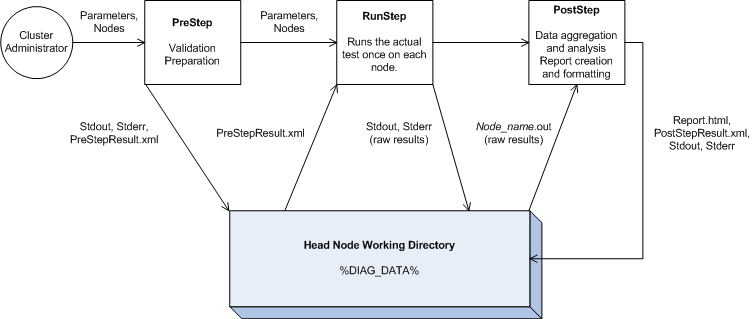 Cluster
Administrator
Parameters,
Nodes
PreStep
Validation
Preparation
Parameters,
Nodes
RunStep
Runs the actual
test once on each
node.
PostStep
Data aggregation
and analysis
Report creation
and formatting
Stdout, Stderr,
PreStepResult.xml
PreStepResult.xml
Stdout, Stderr
(raw results)
Node_name.out
(raw results)
Report.html,
PostStepResult.xml,
Stdout, Stderr
Head Node Working Directory
%DIAG_DATA%